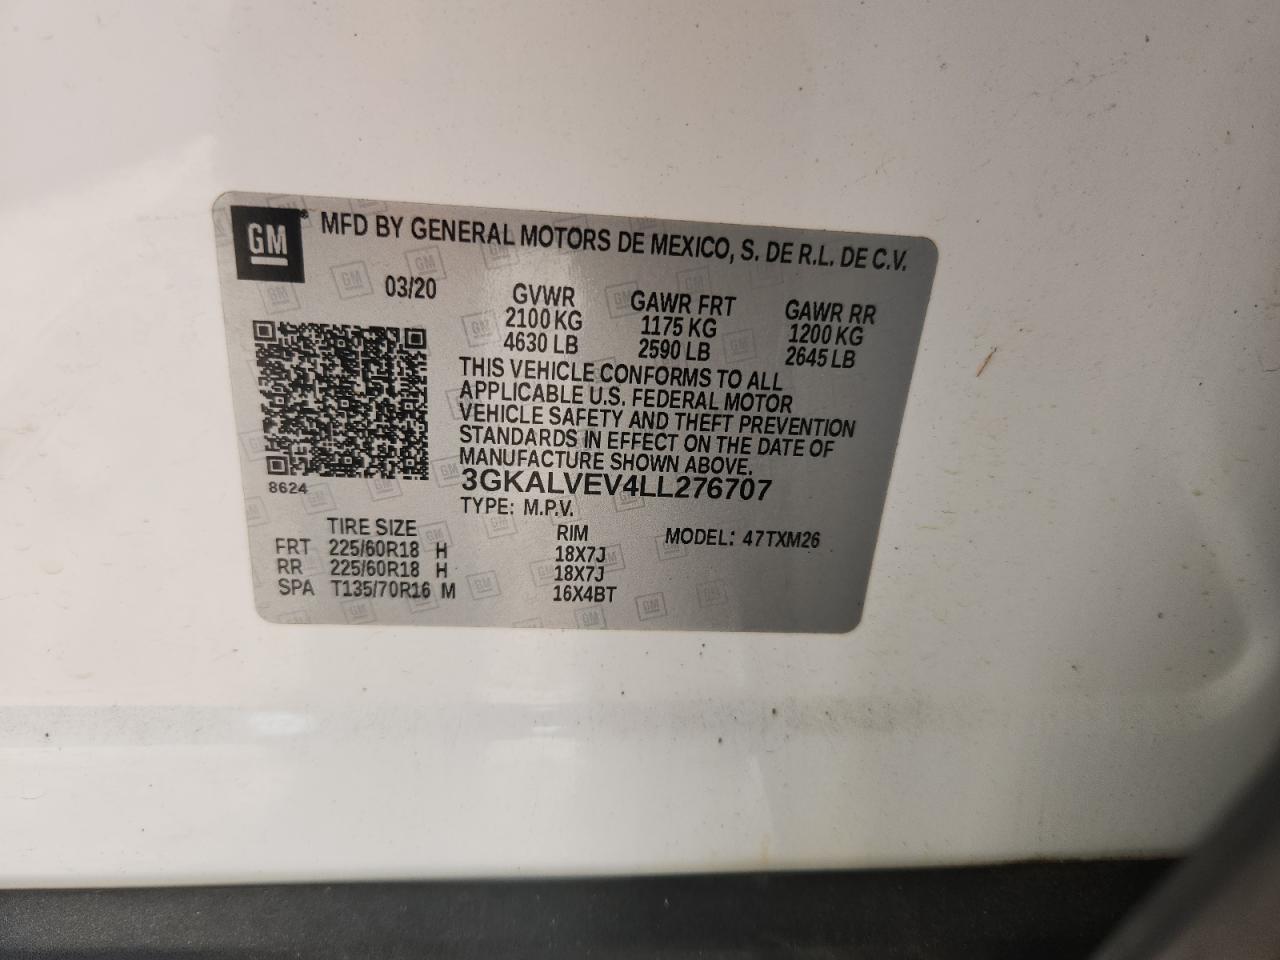 GM
MFD BY GENERAL MOTORS DE MEXICO, S. DE R.L. DE C.V.
03/20
GVWR GAWR FRT GAWR RR
2100 KG 1175 KG 1200 KG
4630 LB 2590 LB 2645 LB
THIS VEHICLE CONFORMS TO ALL
APPLICABLE U.S. FEDERAL MOTOR
VEHICLE SAFETY AND THEFT PREVENTION
STANDARDS IN EFFECT ON THE DATE OF
MANUFACTURE SHOWN ABOVE.
3GKALVEV4LL276707
8624
TYPE: M.P.V.
TIRE SIZE RIM MODEL: 47TXM26
FRT 225/60R18 H 18X7J
RR 225/60R18 H 18X7J
SPA T135/70R16 M 16X4BT